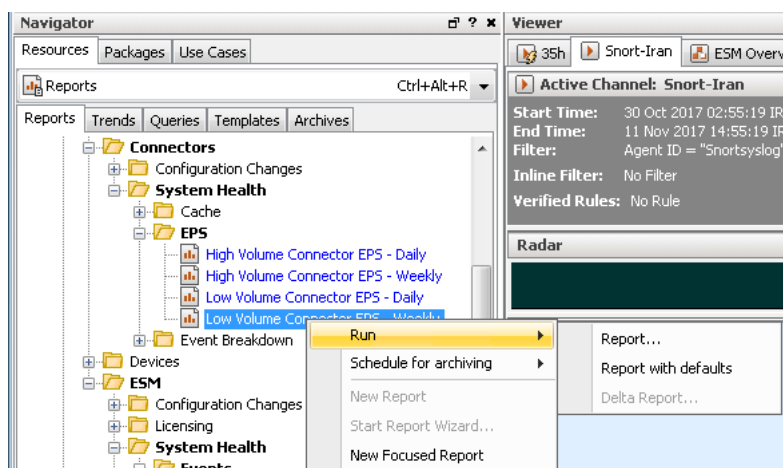 Navigator
Resources Packages Use Cases
Reports Ctrl+Alt+R
Reports Trends Queries Templates Archives
Connectors
Configuration Changes
System Health
Cache
EPS
High Volume Connector EPS - Daily
High Volume Connector EPS - Weekly
Low Volume Connector EPS - Daily
Low Volume Connector EPS - Weekly
Event Breakdown
Devices
ESM
Configuration Changes
Licensing
System Health
Events
Run
Schedule for archiving
New Report
Start Report Wizard...
New Focused Report
Report...
Report with defaults
Delta Report...
Viewer
35h Snort-Iran ESM Overv
Active Channel: Snort-Iran
Start Time: 30 Oct 2017 02:55:19 IR
End Time: 11 Nov 2017 14:55:19 IR
Filter: Agent ID = "Snortsyslog"
Inline Filter: No Filter
Verified Rules: No Rule
Radar